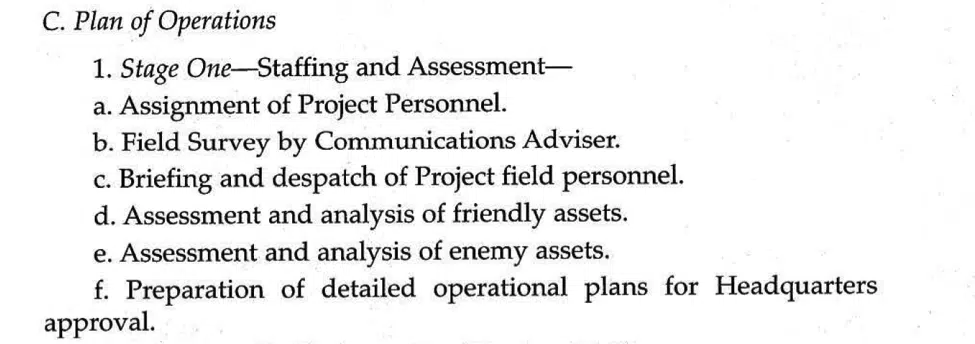 C. Plan of Operations
1. Stage One—Staffing and Assessment—
a. Assignment of Project Personnel.
b. Field Survey by Communications Adviser.
c. Briefing and despatch of Project field personnel.
d. Assessment and analysis of friendly assets.
e. Assessment and analysis of enemy assets.
f. Preparation of detailed operational plans for Headquarters
approval.